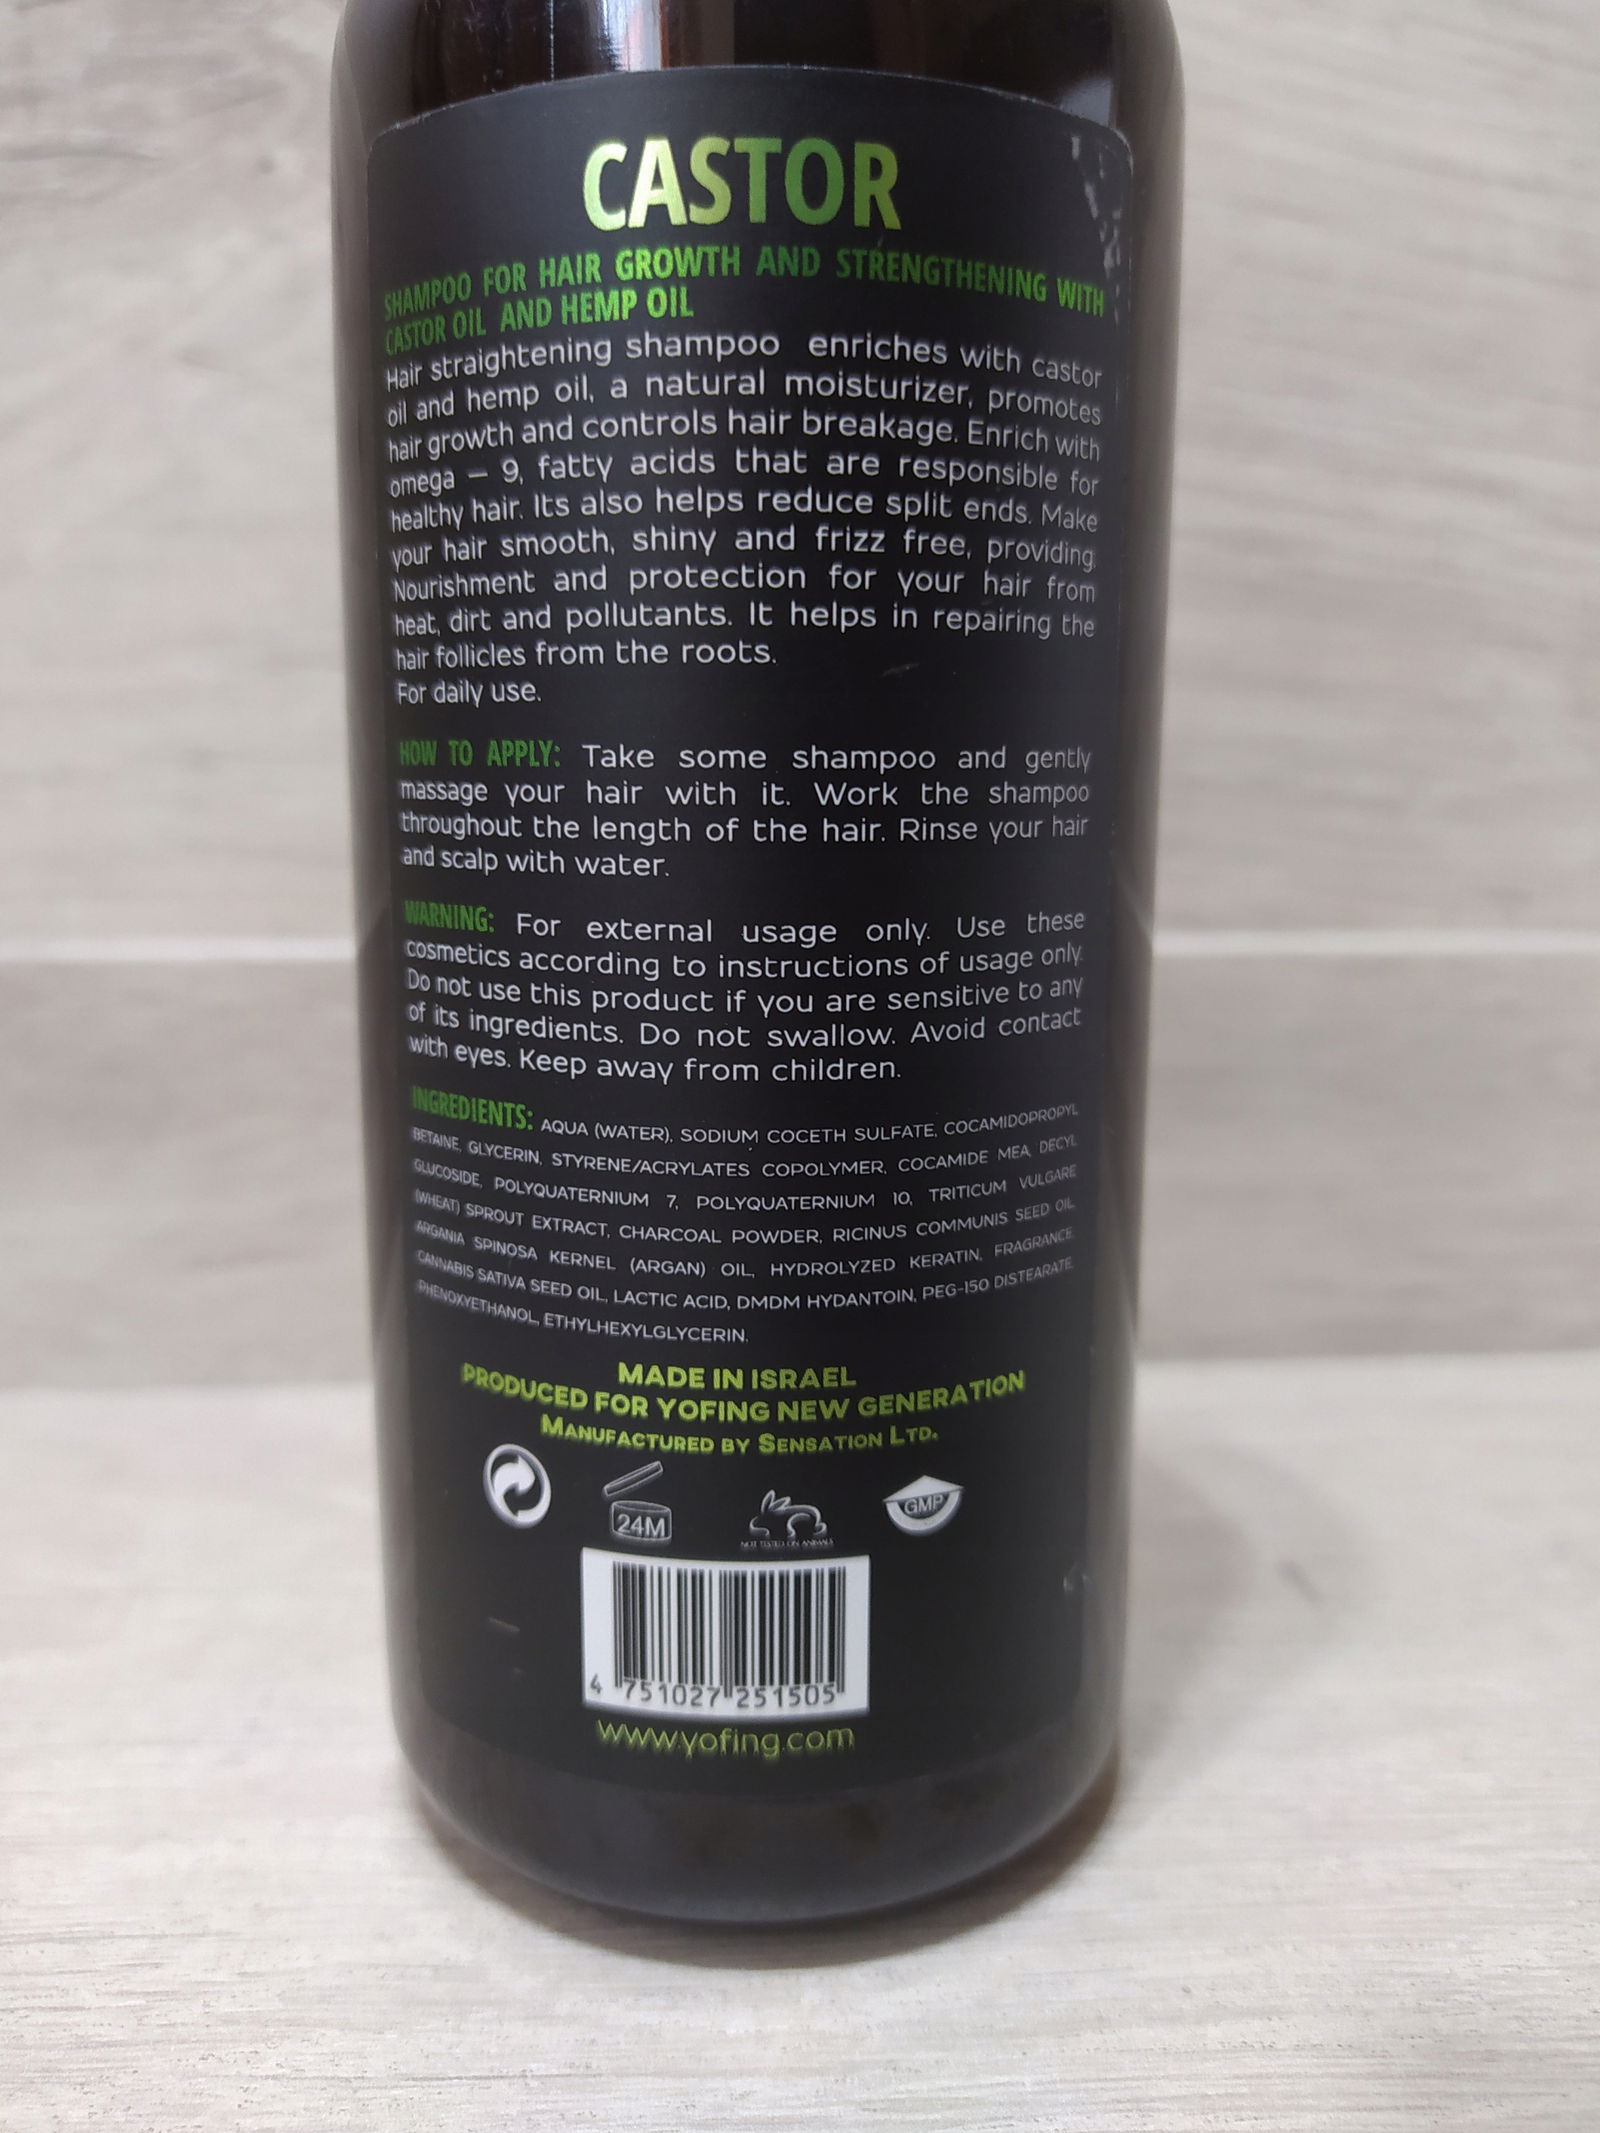 CASTOR
SHAMPOO FOR HAIR GROWTH AND STRENGTHENING WITH
CASTOR OIL AND HEMP OIL
Hair straightening shampoo enriches with castor
oil and hemp oil, a natural moisturizer, promotes
hair growth and controls hair breakage. Enrich with
omega – 9, fatty acids that are responsible for
healthy hair. Its also helps reduce split ends. Make
your hair smooth, shiny and frizz free, providing.
Nourishment and protection for your hair from
heat, dirt and pollutants. It helps in repairing the
hair follicles from the roots.
For daily use.
HOW TO APPLY: Take some shampoo and gently
massage your hair with it. Work the shampoo
throughout the length of the hair. Rinse your hair
and scalp with water.
WARNING: For external usage only. Use these
cosmetics according to instructions of usage only.
Do not use this product if you are sensitive to any
of its ingredients. Do not swallow. Avoid contact
with eyes. Keep away from children.
INGREDIENTS: AQUA (WATER), SODIUM COCETH SULFATE, COCAMIDOPROPYL
BETAINE, GLYCERIN, STYRENE/ACRYLATES COPOLYMER, COCAMIDE MEA, DECYL
GLUCOSIDE, POLYQUATERNIUM 7, POLYQUATERNIUM 10, TRITICUM VULGARE
(WHEAT) SPROUT EXTRACT, CHARCOAL POWDER, RICINUS COMMUNIS SEED OIL,
ARGANIA SPINOSA KERNEL (ARGAN) OIL, HYDROLYZED KERATIN, FRAGRANCE,
CANNABIS SATIVA SEED OIL, LACTIC ACID, DMDM HYDANTOIN, PEG-150 DISTEARATE,
PHENOXYETHANOL, ETHYLHEXYLGLYCERIN.
MADE IN ISRAEL
PRODUCED FOR YOFING NEW GENERATION
MANUFACTURED BY SENSATION LTD.
24M
NOT TESTED ON ANIMALS
GMP
4 751027 251505
www.yofing.com